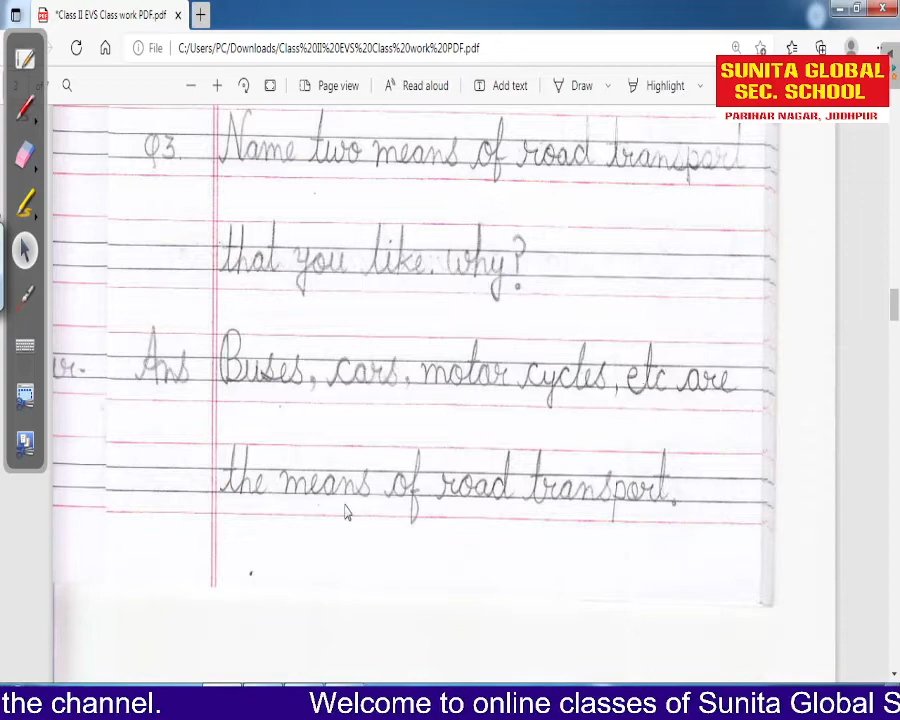 *Class II EVS Class work PDF.pdf
File C:/Users/PC/Downloads/Class%20II%20EVS%20Class%20work%20PDF.pdf
Page view Read aloud Add text Draw Highlight
SUNITA GLOBAL
SEC. SCHOOL
PARIHAR NAGAR, JODHPUR
Q3. Name two means of road transport
that you like. why?
Ans Buses, cars, motor cycles, etc are
the means of road transport.
the channel. Welcome to online classes of Sunita Global S